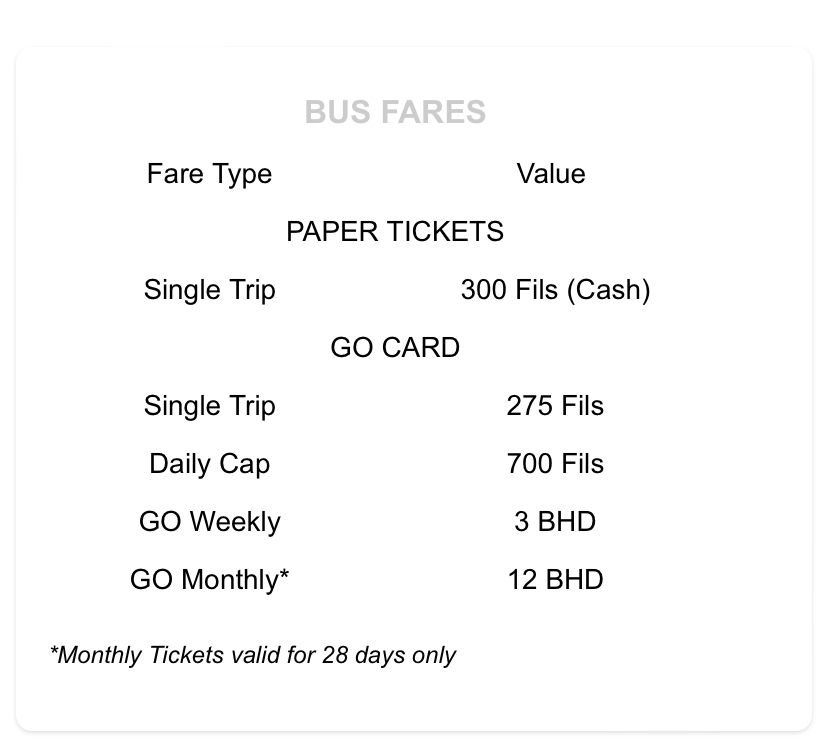 BUS FARES
Fare Type Value
PAPER TICKETS
Single Trip 300 Fils (Cash)
GO CARD
Single Trip 275 Fils
Daily Cap 700 Fils
GO Weekly 3 BHD
GO Monthly* 12 BHD
*Monthly Tickets valid for 28 days only